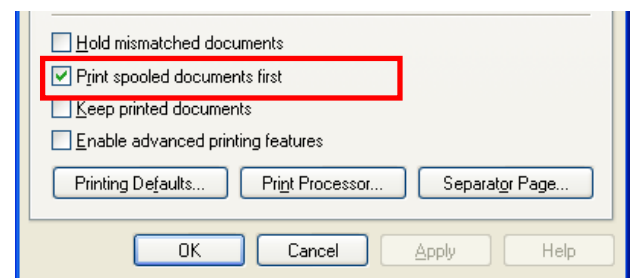 Hold mismatched documents
Print spooled documents first
Keep printed documents
Enable advanced printing features
Printing Defaults... Print Processor... Separator Page...
OK Cancel Apply Help